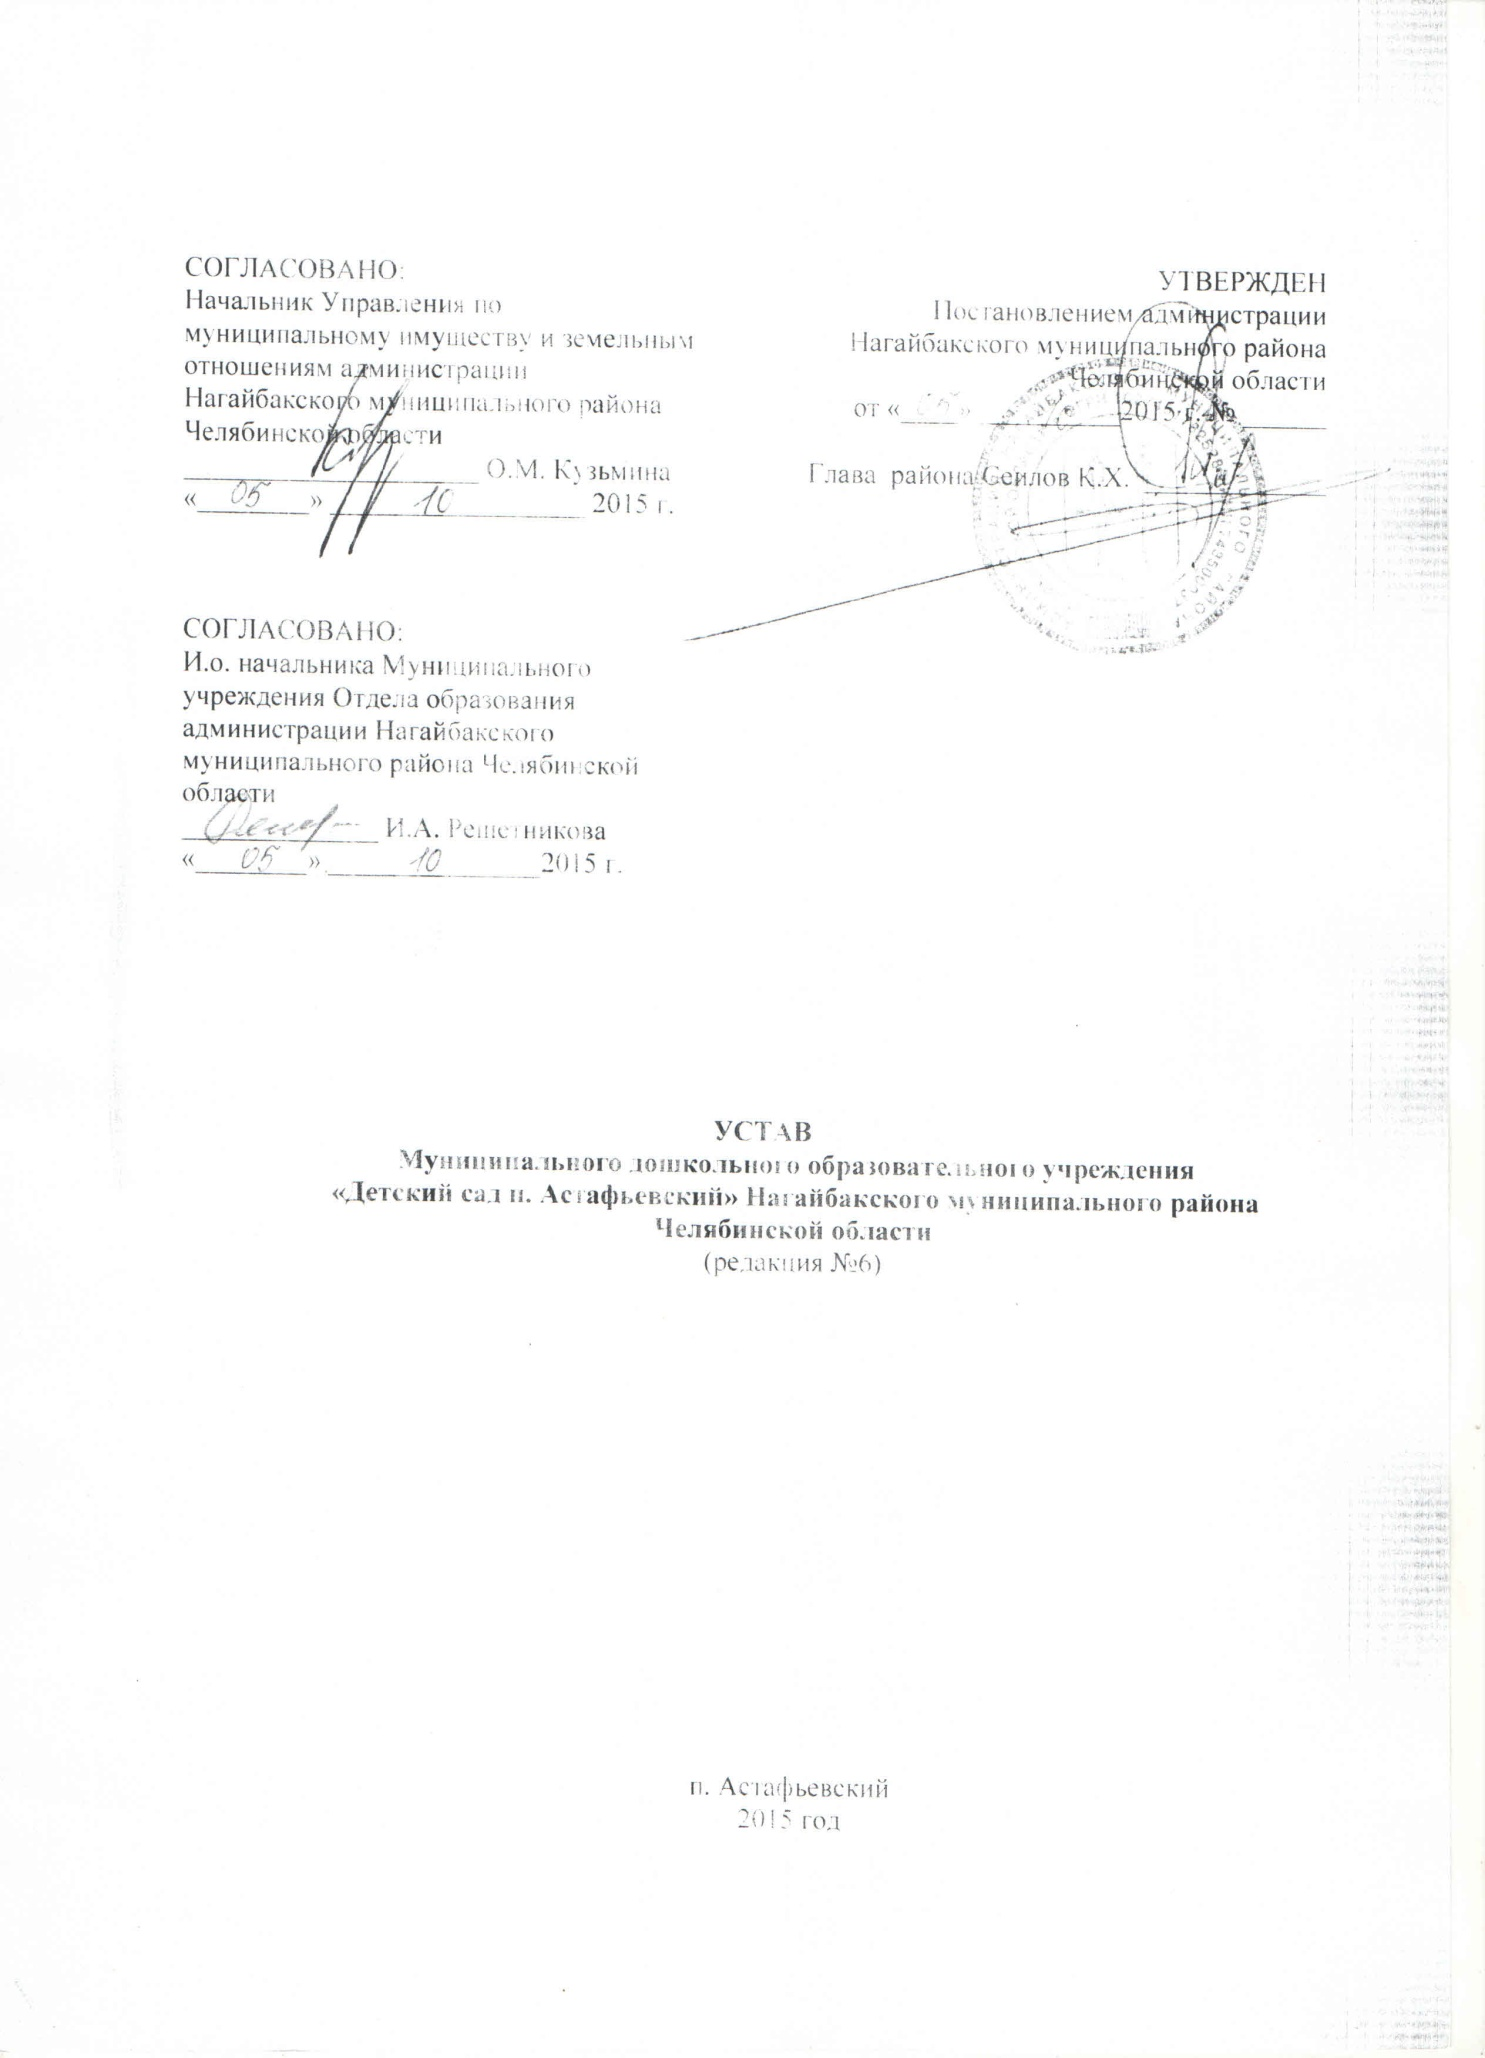 СОГЛАСОВАНО:
Начальник Управления по
муниципальному имуществу и земельным
отношениям администрации
Нагайбакского муниципального района
Челябинской области
О.М. Кузьмина
«05» 10 2015 г.
УТВЕРЖДЕН
Постановлением администрации
Нагайбакского муниципального района
Челябинской области
от «05» 2015 г. №
Глава района Сеилов К.Х.
СОГЛАСОВАНО:
И.о. начальника Муниципального
учреждения Отдела образования
администрации Нагайбакского
муниципального района Челябинской
области
И.А. Решетникова
«05» 10 2015 г.
УСТАВ
Муниципального дошкольного образовательного учреждения
«Детский сад п. Астафьевский» Нагайбакского муниципального района
Челябинской области
(редакция №6)
п. Астафьевский
2015 год